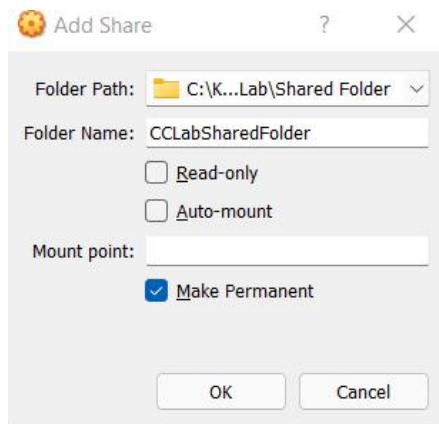 Add Share
Folder Path: C:\K...Lab\Shared Folder
Folder Name: CCLabSharedFolder
Read-only
Auto-mount
Mount point:
Make Permanent
OK Cancel